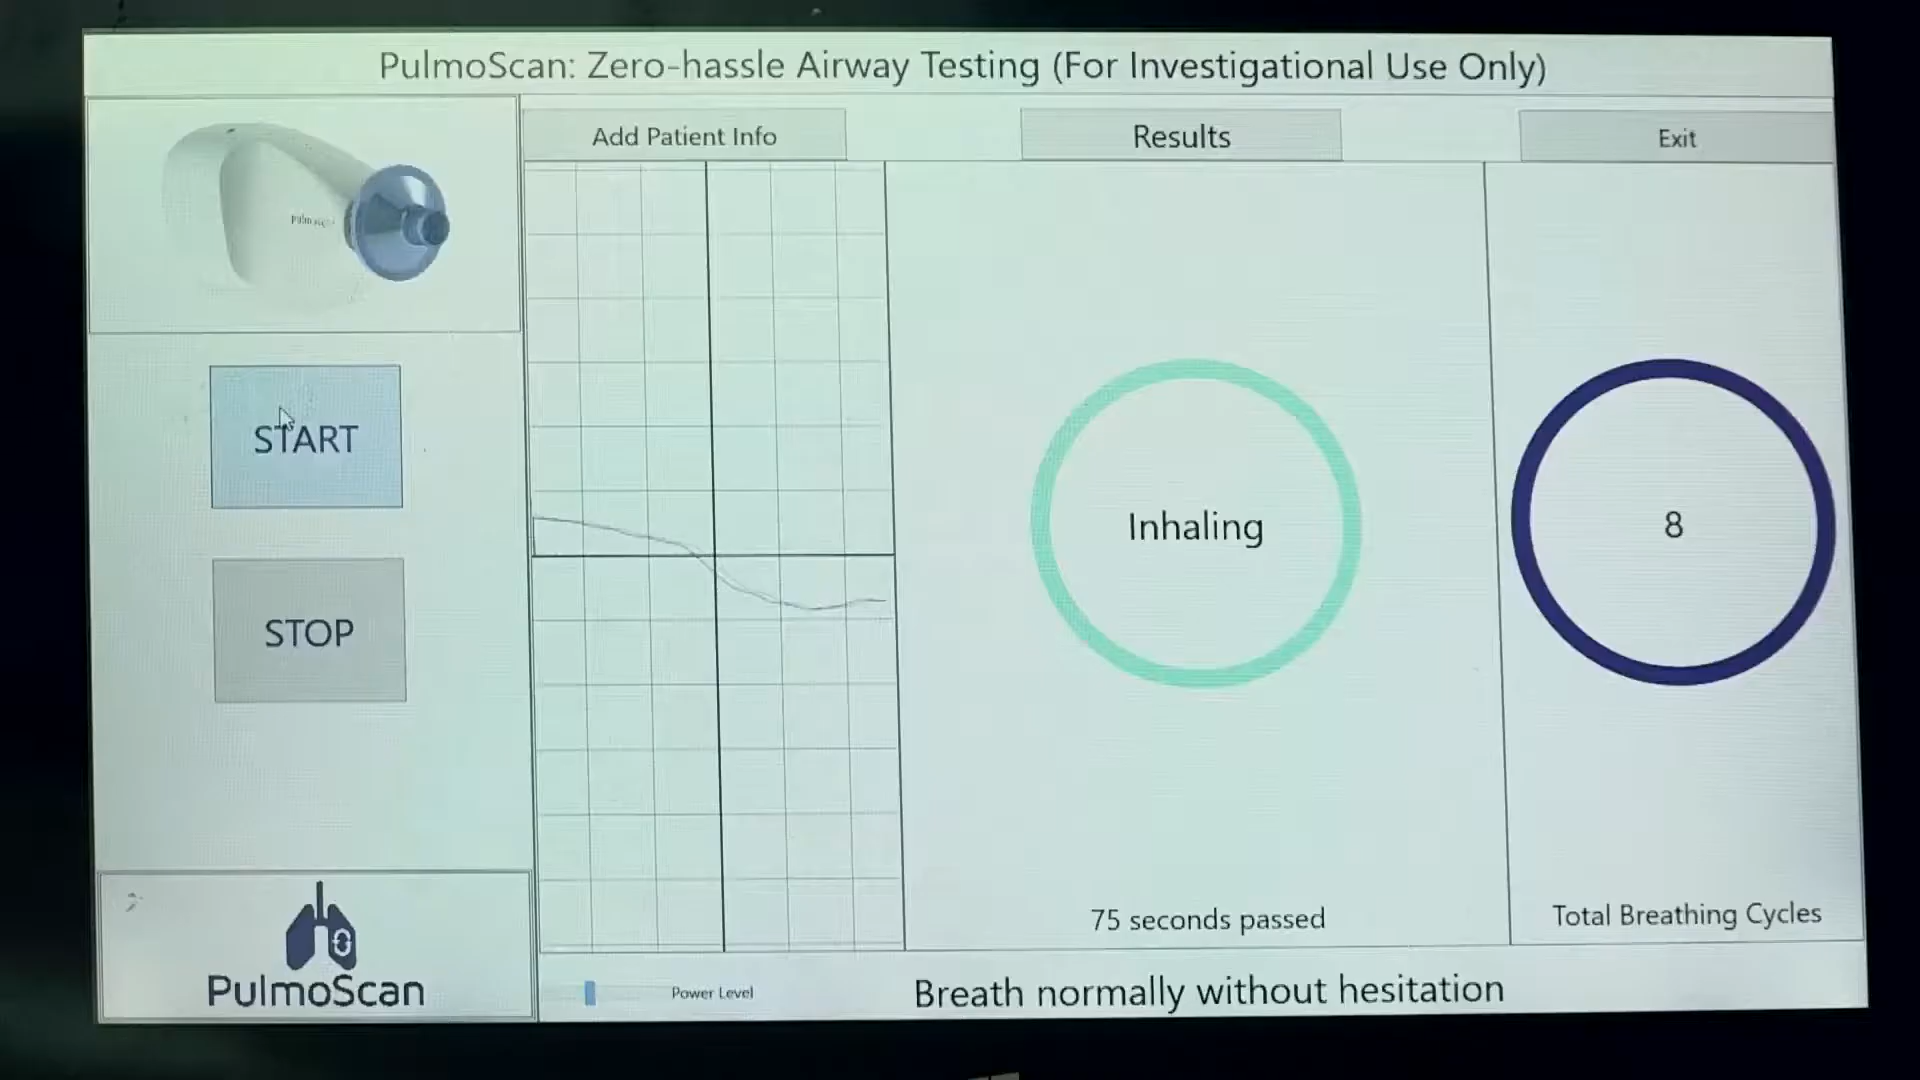 PulmoScan: Zero-hassle Airway Testing (For Investigational Use Only)
Add Patient Info
Results
Exit
START
STOP
Inhaling
8
75 seconds passed
Total Breathing Cycles
PulmoScan
Power Level
Breath normally without hesitation